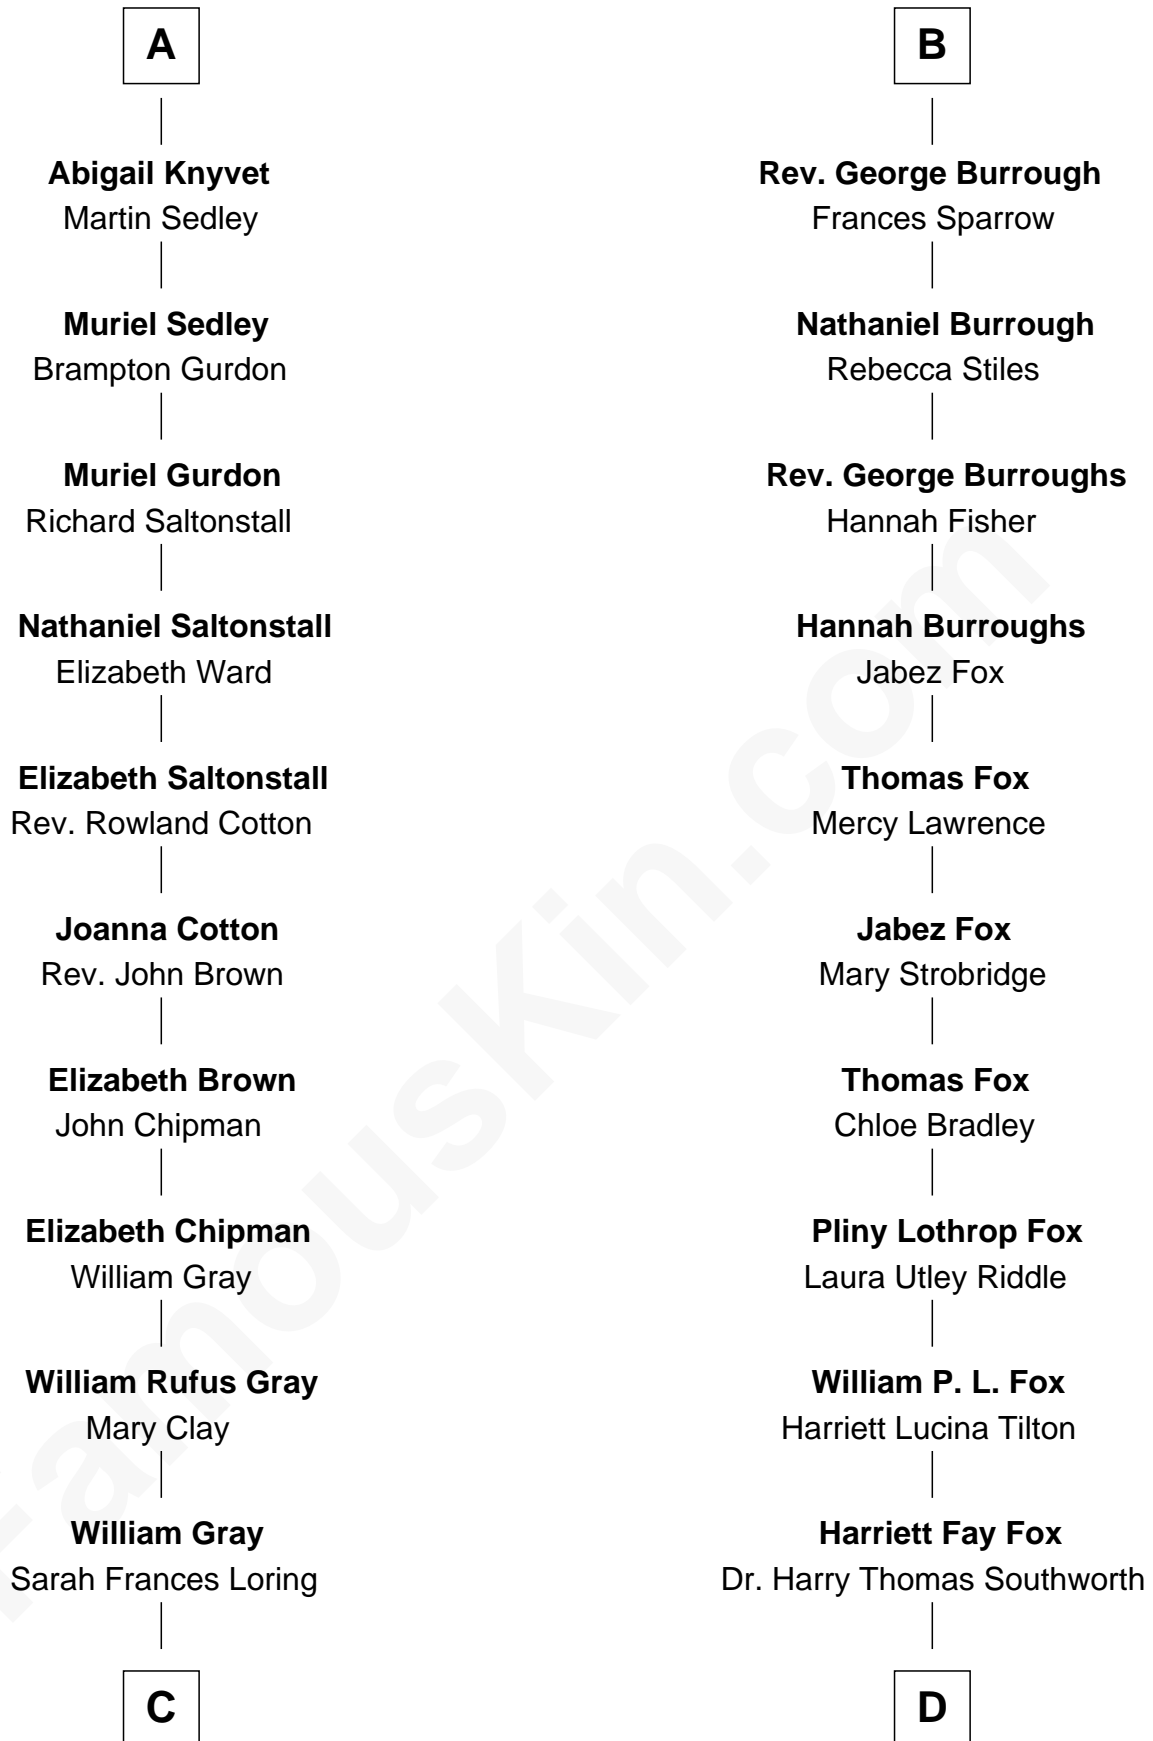 A
Abigail Knyvet
Martin Sedley
Muriel Sedley
Brampton Gurdon
Muriel Gurdon
Richard Saltonstall
Nathaniel Saltonstall
Elizabeth Ward
Elizabeth Saltonstall
Rev. Rowland Cotton
Joanna Cotton
Rev. John Brown
Elizabeth Brown
John Chipman
Elizabeth Chipman
William Gray
William Rufus Gray
Mary Clay
William Gray
Sarah Frances Loring
C
B
Rev. George Burrough
Frances Sparrow
Nathaniel Burrough
Rebecca Stiles
Rev. George Burroughs
Hannah Fisher
Hannah Burroughs
Jabez Fox
Thomas Fox
Mercy Lawrence
Jabez Fox
Mary Strobridge
Thomas Fox
Chloe Bradley
Pliny Lothrop Fox
Laura Utley Riddle
William P. L. Fox
Harriett Lucina Tilton
Harriett Fay Fox
Dr. Harry Thomas Southworth
D
FamousKin.com